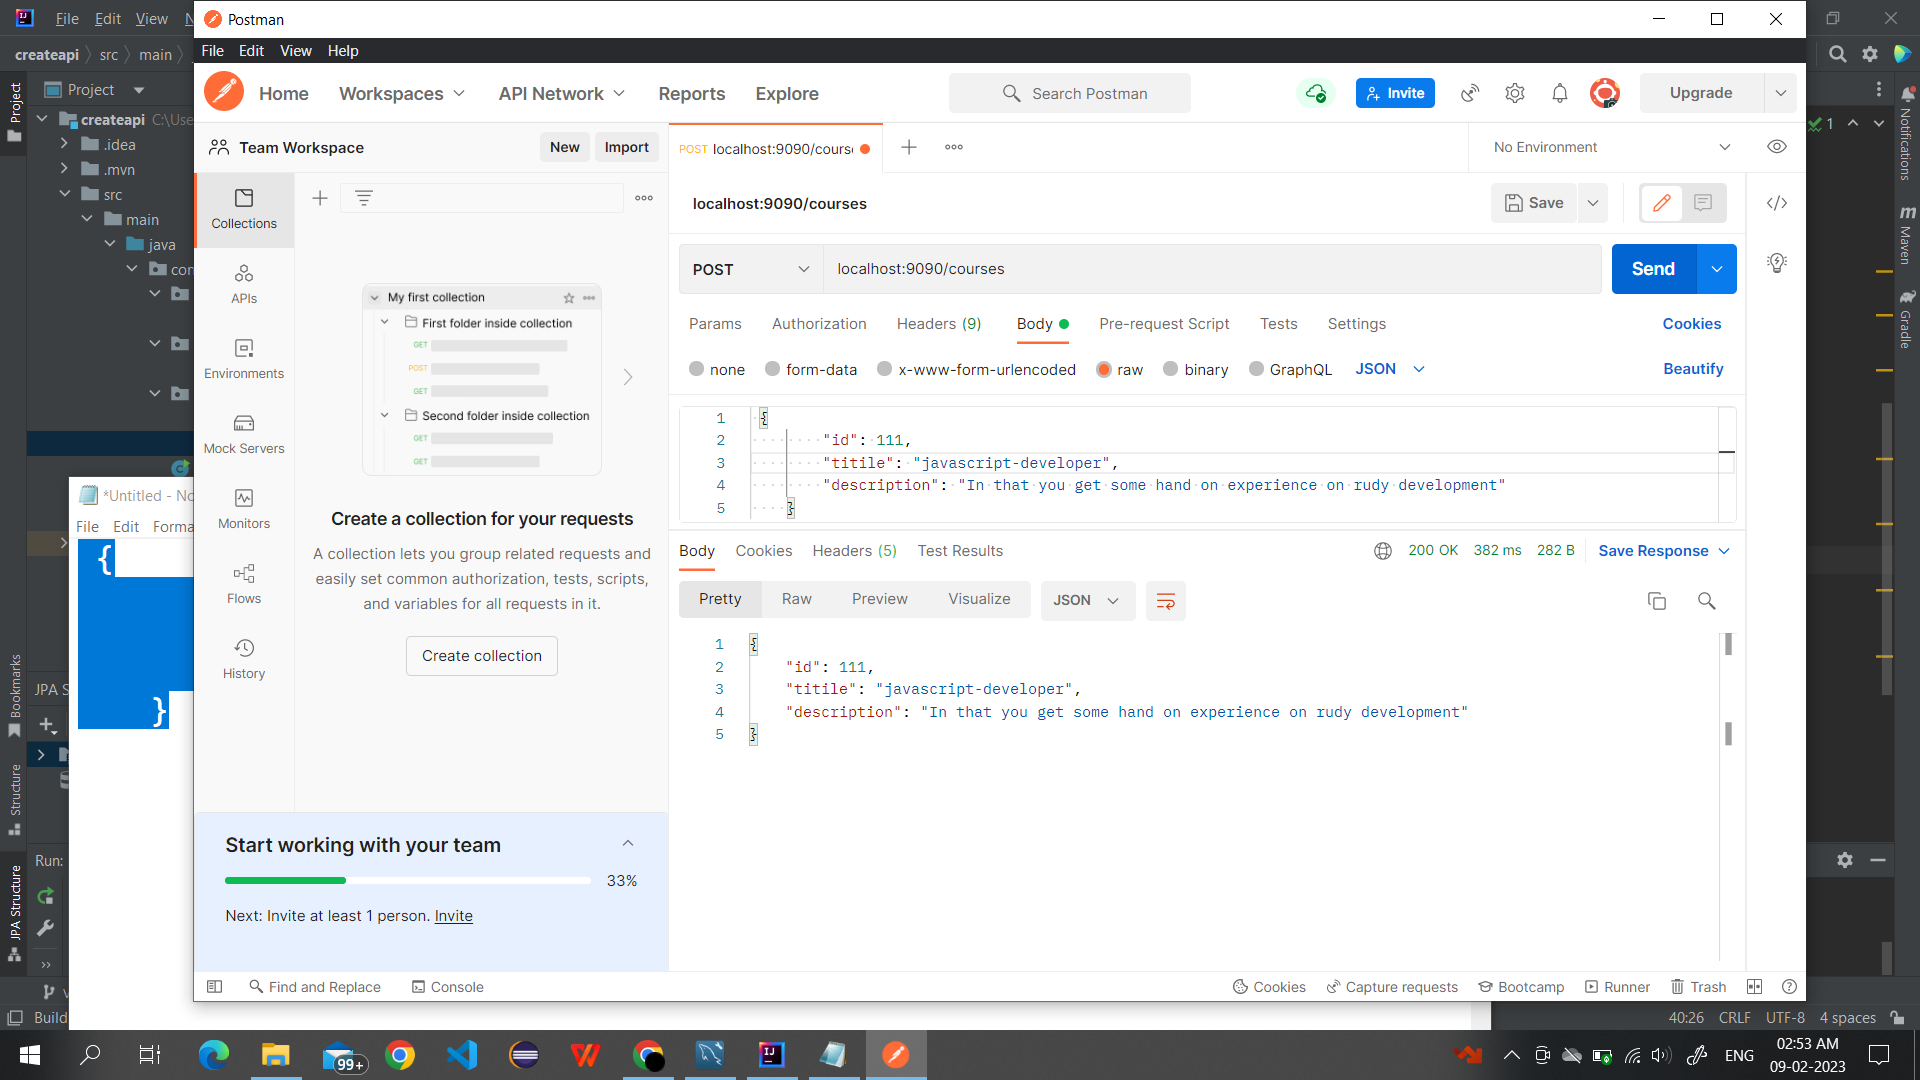 File Edit View N
Postman
File Edit View Help
createapi src main
Home Workspaces API Network Reports Explore
Search Postman
Invite
Upgrade
Project
Project
createapi C:\Use
.idea
.mvn
src
main
java
con
1
Notifications
Maven
Gradle
Team Workspace
New Import
POST localhost:9090/cours
No Environment
Collections
APIs
Environments
Mock Servers
Monitors
Flows
History
localhost:9090/courses
Save
POST localhost:9090/courses
Send
Params Authorization Headers (9) Body Pre-request Script Tests Settings Cookies
none form-data x-www-form-urlencoded raw binary GraphQL JSON Beautify
1 {
2 "id": 111,
3 "titile": "javascript-developer",
4 "description": "In that you get some hand on experience on rudy development"
5 }
My first collection
First folder inside collection
GET
POST
GET
Second folder inside collection
GET
GET
Create a collection for your requests
A collection lets you group related requests and
easily set common authorization, tests, scripts,
and variables for all requests in it.
Create collection
Body Cookies Headers (5) Test Results
200 OK 382 ms 282 B Save Response
Pretty Raw Preview Visualize JSON
1 {
2 "id": 111,
3 "titile": "javascript-developer",
4 "description": "In that you get some hand on experience on rudy development"
5 }
*Untitled - No
File Edit Forma
{
}
Bookmarks
Structure
JPA Structure
JPA S
Run:
Build
Start working with your team
33%
Next: Invite at least 1 person. Invite
Find and Replace Console
Cookies Capture requests Bootcamp Runner Trash
40:26 CRLF UTF-8 4 spaces
99+
ENG
02:53 AM
09-02-2023